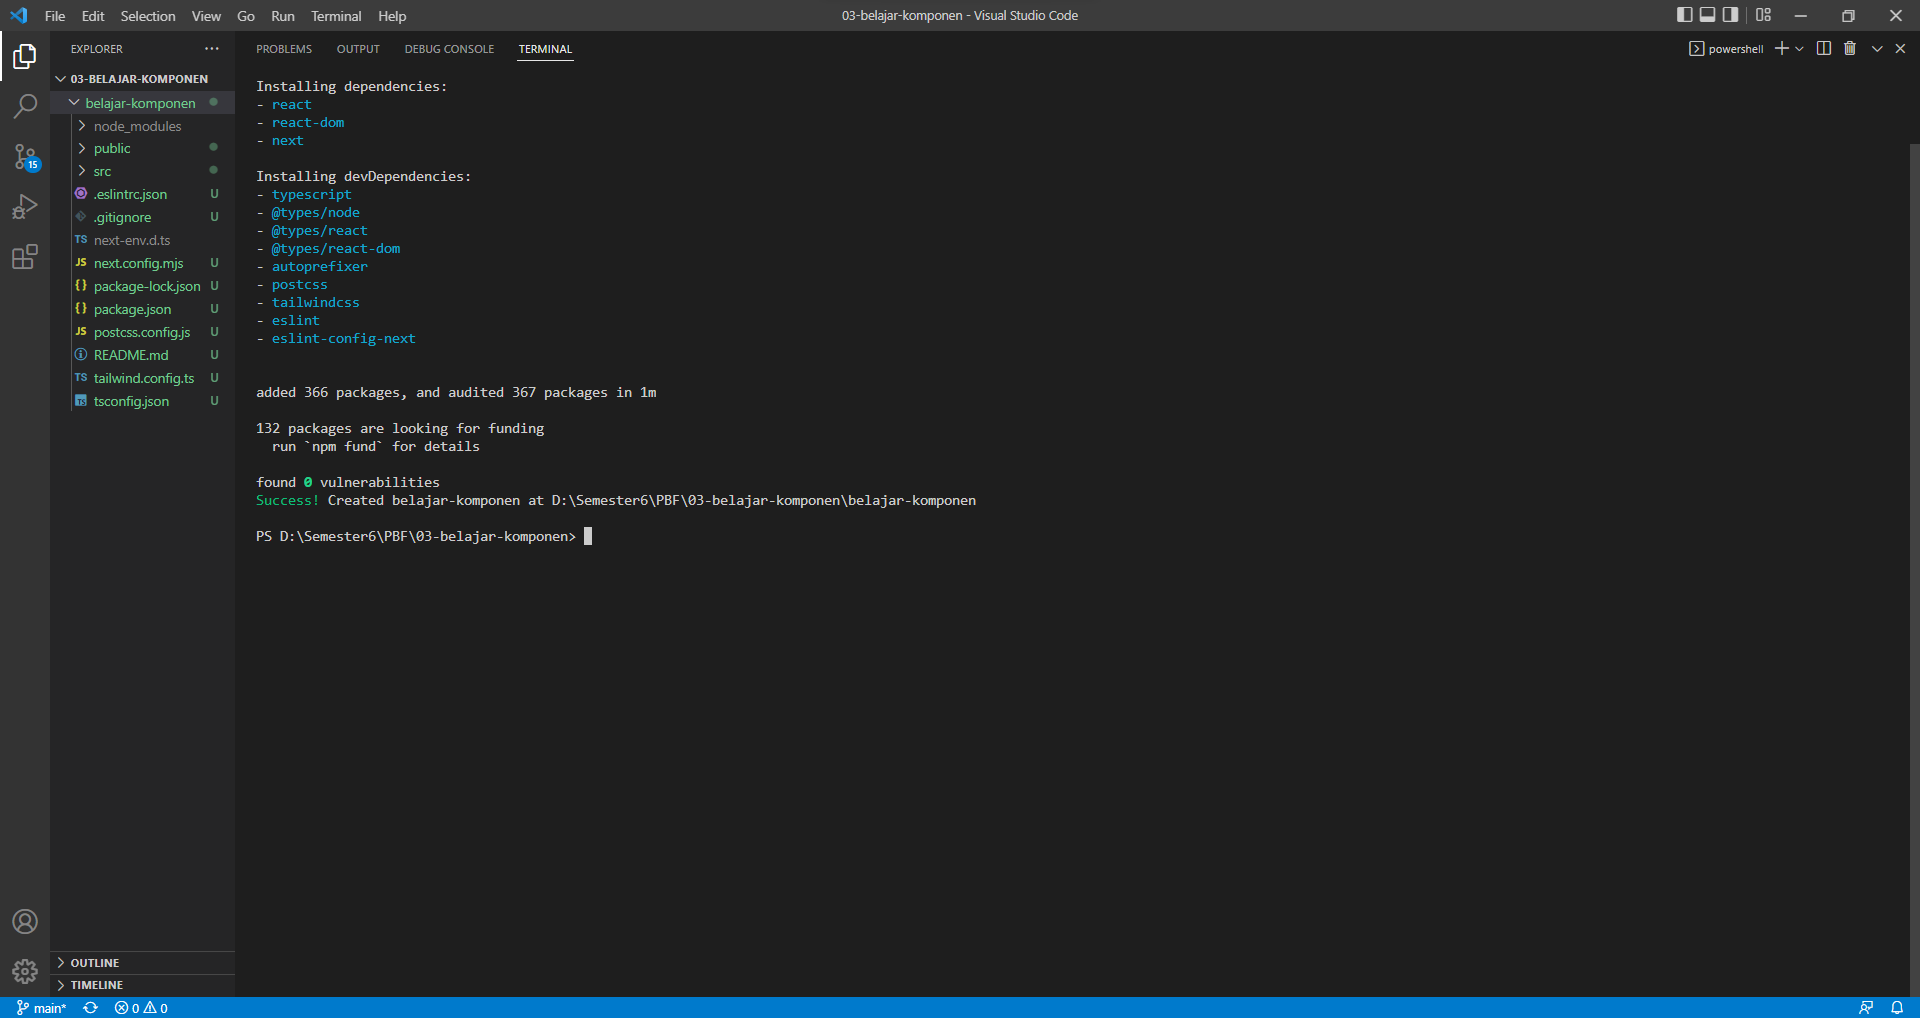 File Edit Selection View Go Run Terminal Help
03-belajar-komponen - Visual Studio Code
EXPLORER
03-BELAJAR-KOMPONEN
belajar-komponen
node_modules
public
src
.eslintrc.json U
.gitignore U
TS next-env.d.ts
JS next.config.mjs U
{} package-lock.json U
{} package.json U
JS postcss.config.js U
README.md U
TS tailwind.config.ts U
TS tsconfig.json U
OUTLINE
TIMELINE
15
PROBLEMS OUTPUT DEBUG CONSOLE TERMINAL
powershell
Installing dependencies:
- react
- react-dom
- next
Installing devDependencies:
- typescript
- @types/node
- @types/react
- @types/react-dom
- autoprefixer
- postcss
- tailwindcss
- eslint
- eslint-config-next
added 366 packages, and audited 367 packages in 1m
132 packages are looking for funding
run `npm fund` for details
found 0 vulnerabilities
Success! Created belajar-komponen at D:\Semester6\PBF\03-belajar-komponen\belajar-komponen
PS D:\Semester6\PBF\03-belajar-komponen>
main* 0 0